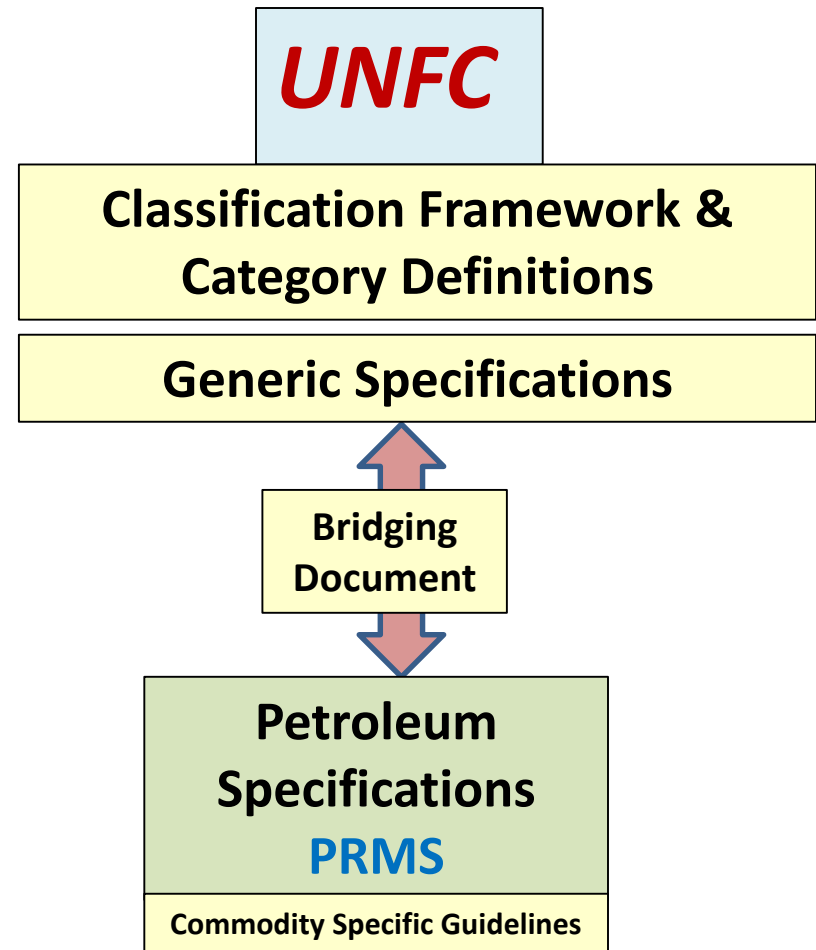 UNFC
Classification Framework &
Category Definitions
Generic Specifications
Bridging
Document
Petroleum
Specifications
PRMS
Commodity Specific Guidelines